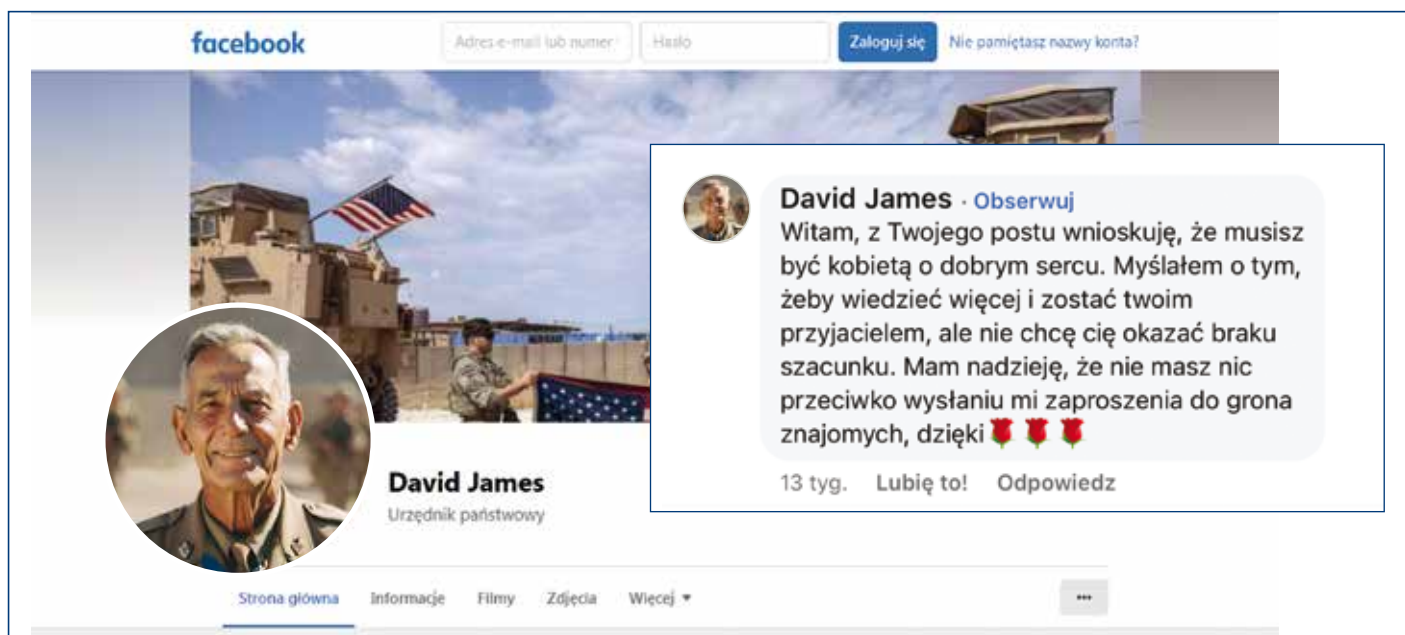 facebook
Adres e-mail lub numer
Hasło
Zaloguj się
Nie pamiętasz nazwy konta?
David James · Obserwuj
Witam, z Twojego postu wnioskuję, że musisz
być kobietą o dobrym sercu. Myślałem o tym,
żeby wiedzieć więcej i zostać twoim
przyjacielem, ale nie chcę cię okazać braku
szacunku. Mam nadzieję, że nie masz nic
przeciwko wysłaniu mi zaproszenia do grona
znajomych, dzięki🌹🌹🌹
13 tyg. Lubię to! Odpowiedz
David James
Urzędnik państwowy
Strona główna Informacje Filmy Zdjęcia Więcej ▾